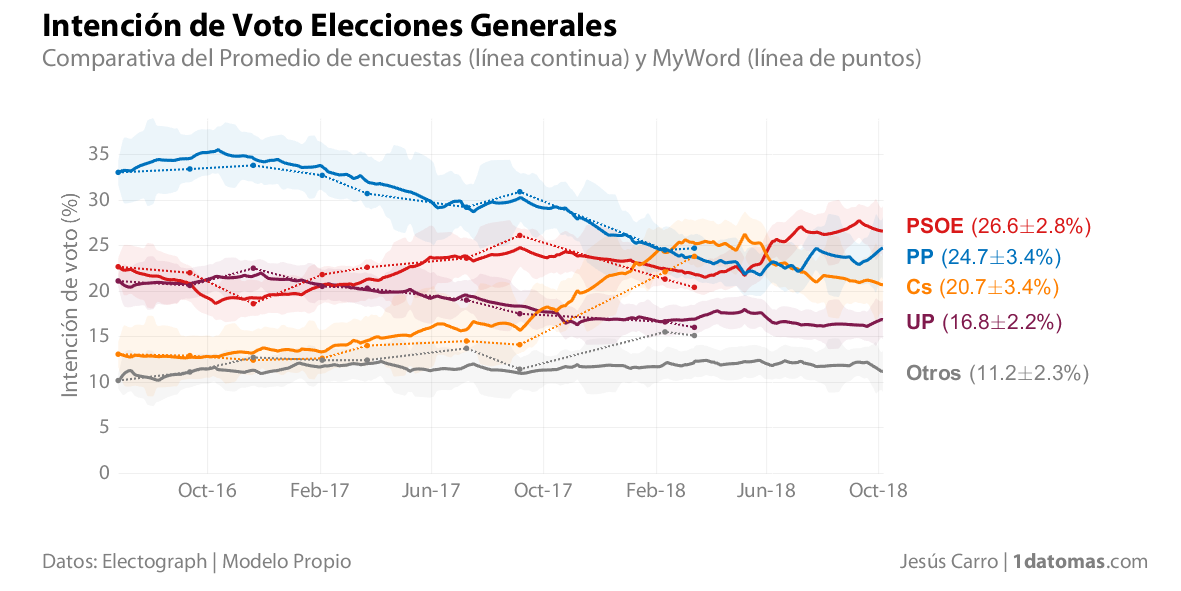 Intención de Voto Elecciones Generales
Comparativa del Promedio de encuestas (línea continua) y MyWord (línea de puntos)
Intención de voto (%)
35
30
25
20
15
10
5
0
Oct-16 Feb-17 Jun-17 Oct-17 Feb-18 Jun-18 Oct-18
PSOE (26.6±2.8%)
PP (24.7±3.4%)
Cs (20.7±3.4%)
UP (16.8±2.2%)
Otros (11.2±2.3%)
Datos: Electograph | Modelo Propio
Jesús Carro | 1datomas.com